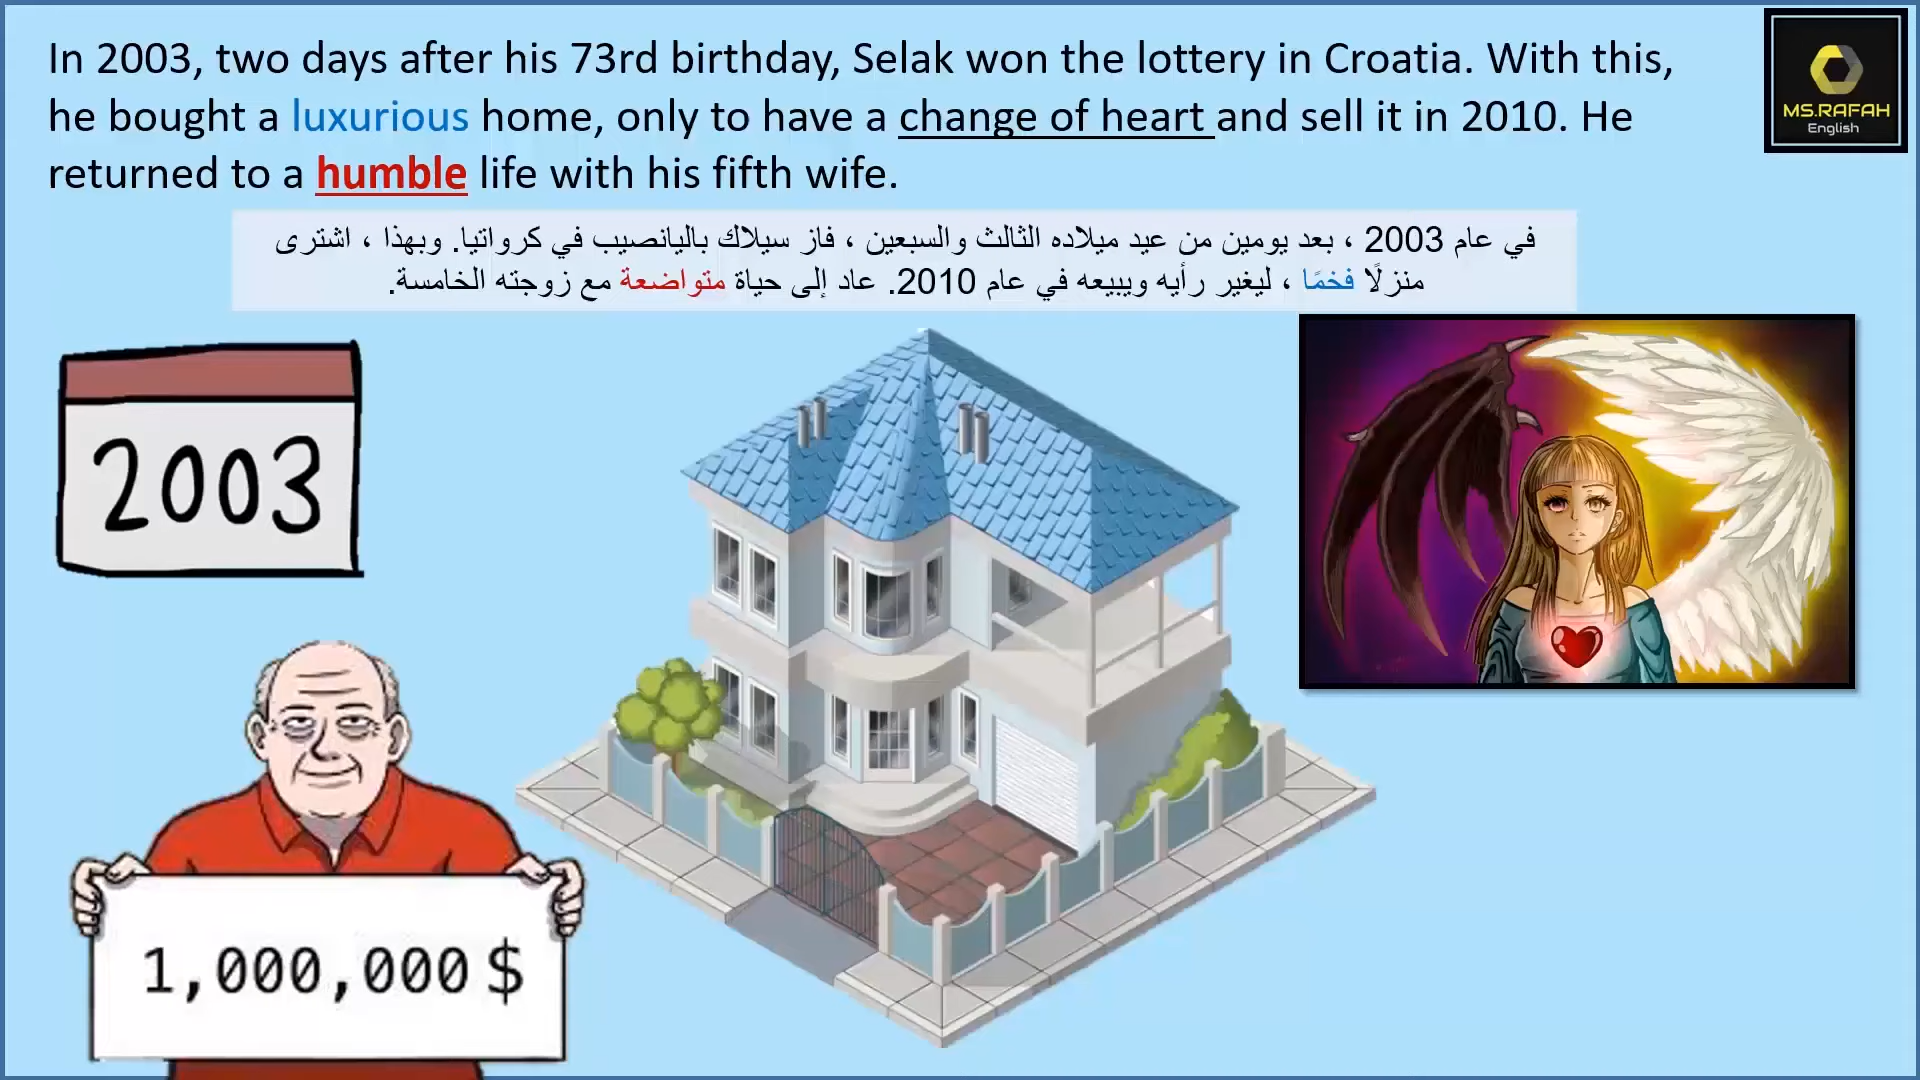 In 2003, two days after his 73rd birthday, Selak won the lottery in Croatia. With this,
he bought a luxurious home, only to have a change of heart and sell it in 2010. He
returned to a humble life with his fifth wife.
MS.RAFAH
English
في عام 2003 ، بعد يومين من عيد ميلاده الثالث والسبعين ، فاز سيلاك باليانصيب في كرواتيا. وبهذا ، اشترى
منزلًا فخمًا ، ليغير رأيه ويبيعه في عام 2010. عاد إلى حياة متواضعة مع زوجته الخامسة.
2003
1,000,000 $